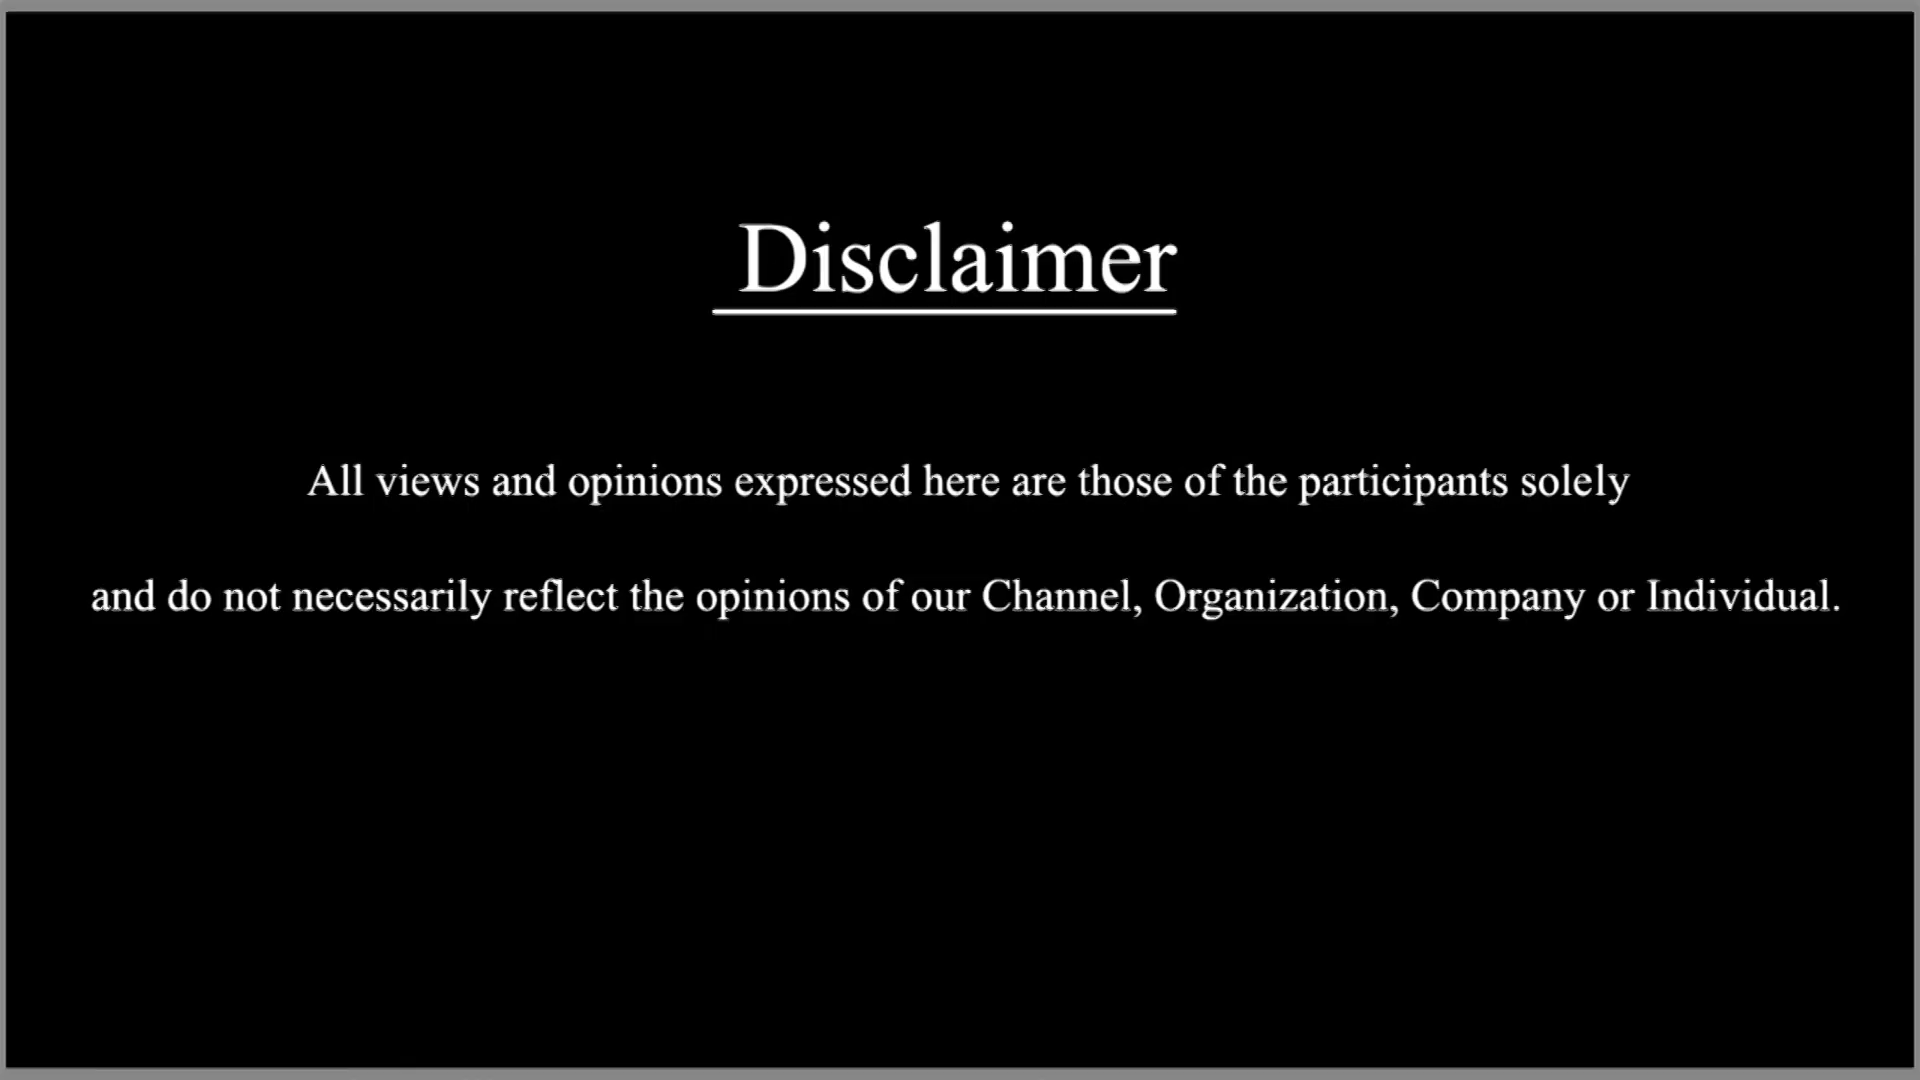 Disclaimer
All views and opinions expressed here are those of the participants solely
and do not necessarily reflect the opinions of our Channel, Organization, Company or Individual.